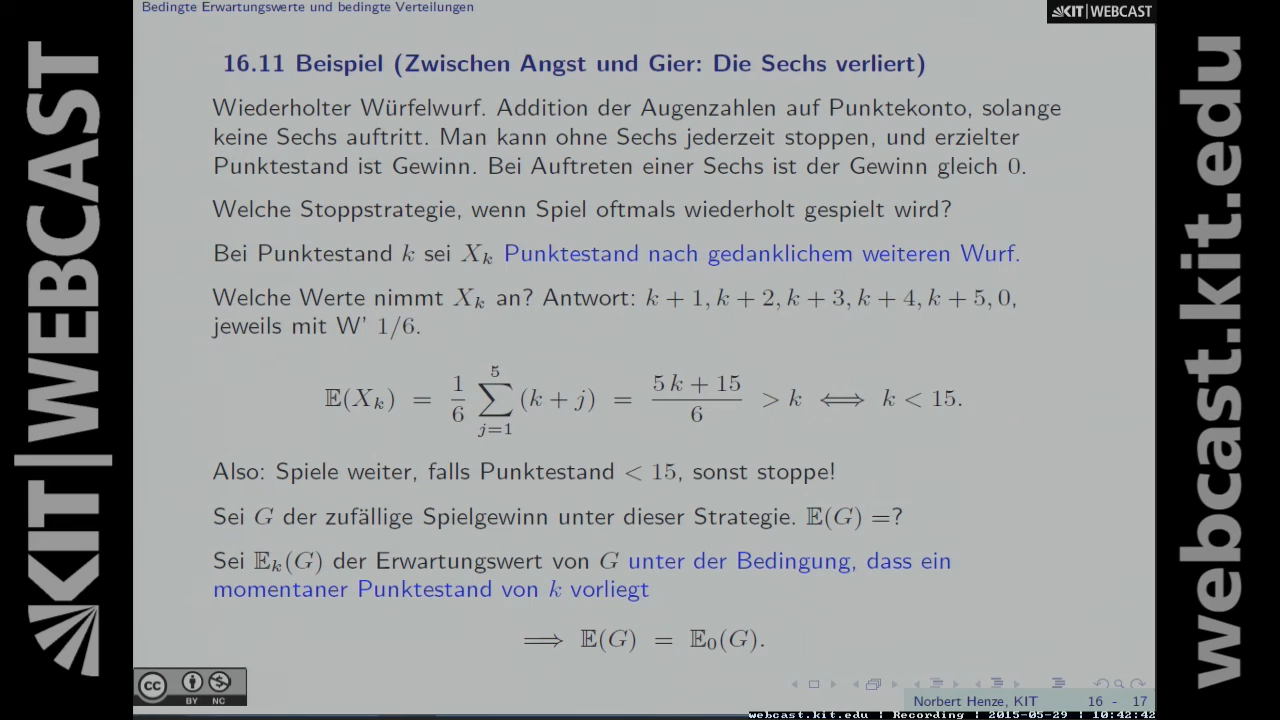 Bedingte Erwartungswerte und bedingte Verteilungen
KIT | WEBCAST
16.11 Beispiel (Zwischen Angst und Gier: Die Sechs verliert)
Wiederholter Würfelwurf. Addition der Augenzahlen auf Punktekonto, solange
keine Sechs auftritt. Man kann ohne Sechs jederzeit stoppen, und erzielter
Punktestand ist Gewinn. Bei Auftreten einer Sechs ist der Gewinn gleich 0.
Welche Stoppstrategie, wenn Spiel oftmals wiederholt gespielt wird?
Bei Punktestand k sei X_k Punktestand nach gedanklichem weiteren Wurf.
Welche Werte nimmt X_k an? Antwort: k + 1, k + 2, k + 3, k + 4, k + 5, 0,
jeweils mit W' 1/6.
𝔼(X_k) = 1/6 ∑_{j=1}^{5} (k + j) = (5 k + 15)/6 > k ⟺ k < 15.
Also: Spiele weiter, falls Punktestand < 15, sonst stoppe!
Sei G der zufällige Spielgewinn unter dieser Strategie. 𝔼(G) =?
Sei 𝔼_k(G) der Erwartungswert von G unter der Bedingung, dass ein
momentaner Punktestand von k vorliegt
⟹ 𝔼(G) = 𝔼_0(G).
cc BY NC
Norbert Henze, KIT 16 - 17
webcast.kit.edu | Recording | 2015-05-29 | 10:42:42
KIT | WEBCAST
webcast.kit.edu